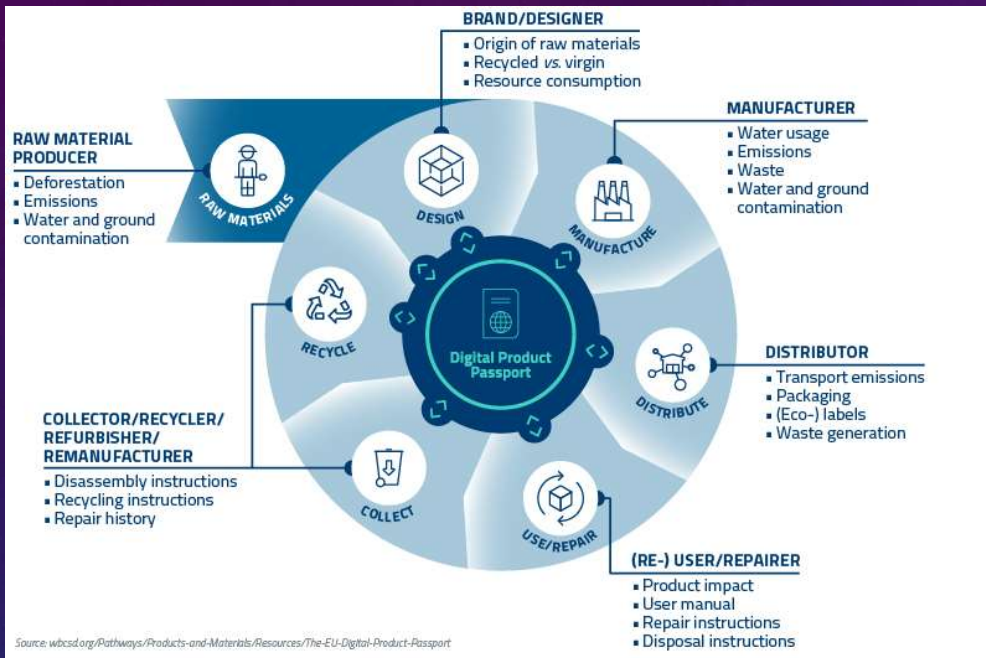 BRAND/DESIGNER
▪ Origin of raw materials
▪ Recycled vs. virgin
▪ Resource consumption
MANUFACTURER
▪ Water usage
▪ Emissions
▪ Waste
▪ Water and ground
contamination
RAW MATERIAL
PRODUCER
▪ Deforestation
▪ Emissions
▪ Water and ground
contamination
RAW MATERIALS
DESIGN
MANUFACTURE
RECYCLE
Digital Product
Passport
DISTRIBUTE
DISTRIBUTOR
▪ Transport emissions
▪ Packaging
▪ (Eco-) labels
▪ Waste generation
COLLECTOR/RECYCLER/
REFURBISHER/
REMANUFACTURER
▪ Disassembly instructions
▪ Recycling instructions
▪ Repair history
COLLECT
USE/REPAIR
(RE-) USER/REPAIRER
▪ Product impact
▪ User manual
▪ Repair instructions
▪ Disposal instructions
Source: wbcsd.org/Pathways/Products-and-Materials/Resources/The-EU-Digital-Product-Passport